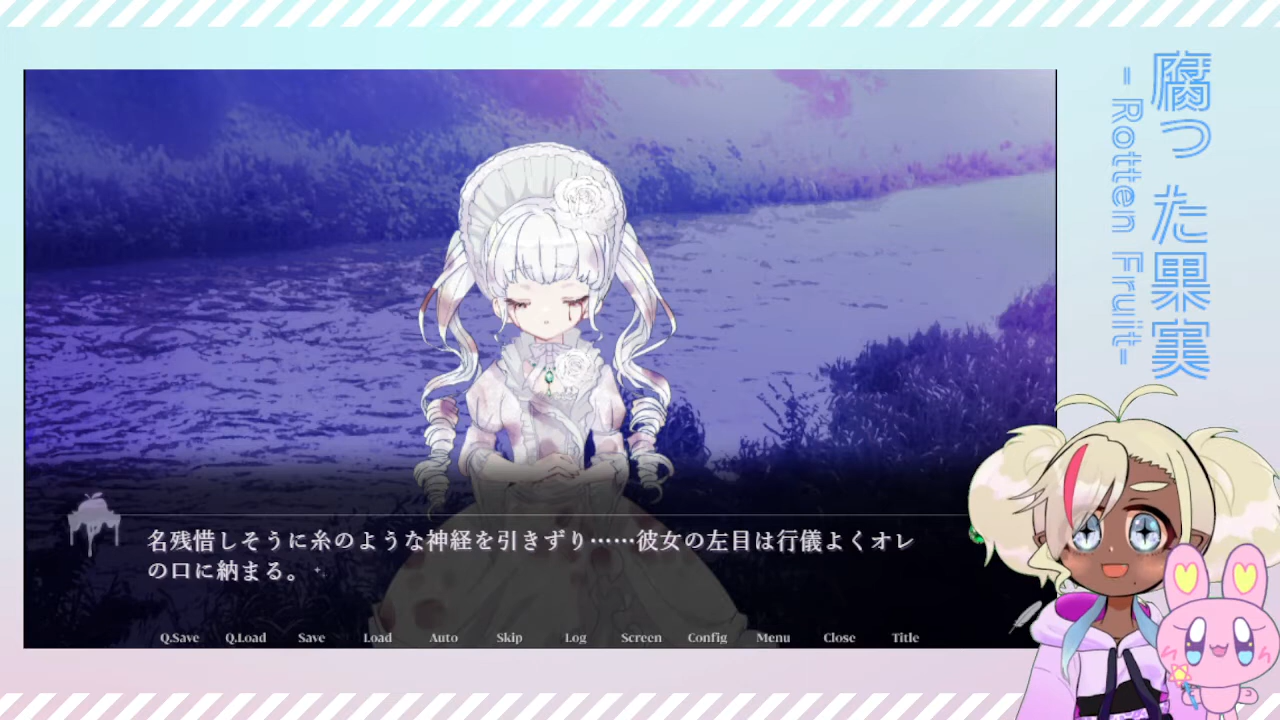 腐った果実
- Rotten Fruit -
名残惜しそうに糸のような神経を引きずり……彼女の左目は行儀よくオレ
の口に納まる。
Q.Save Q.Load Save Load Auto Skip Log Screen Config Menu Close Title